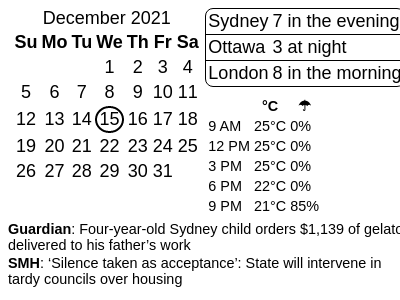 December 2021
Su Mo Tu We Th Fr Sa
1 2 3 4
5 6 7 8 9 10 11
12 13 14 15 16 17 18
19 20 21 22 23 24 25
26 27 28 29 30 31
Sydney 7 in the evening
Ottawa 3 at night
London 8 in the morning
°C ☂
9 AM 25°C 0%
12 PM 25°C 0%
3 PM 25°C 0%
6 PM 22°C 0%
9 PM 21°C 85%
Guardian: Four-year-old Sydney child orders $1,139 of gelato
delivered to his father’s work
SMH: ‘Silence taken as acceptance’: State will intervene in
tardy councils over housing